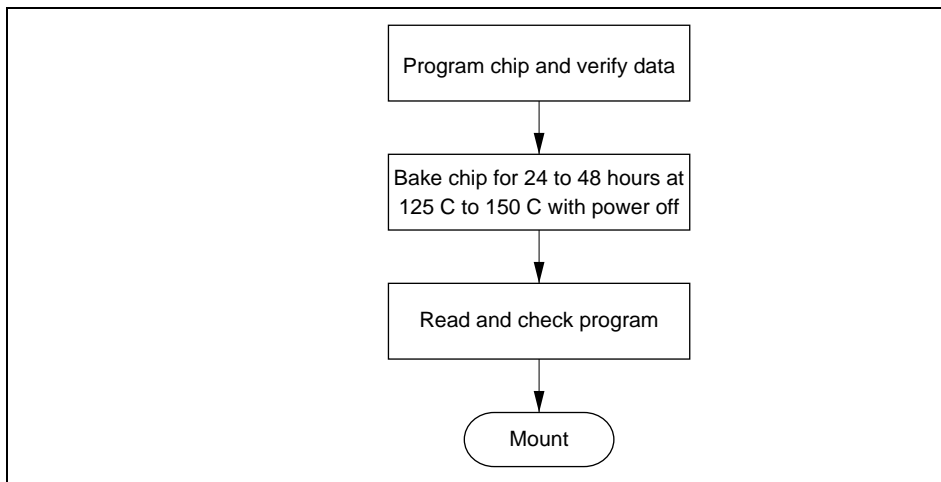 Program chip and verify data
Bake chip for 24 to 48 hours at
125 C to 150 C with power off
Read and check program
Mount